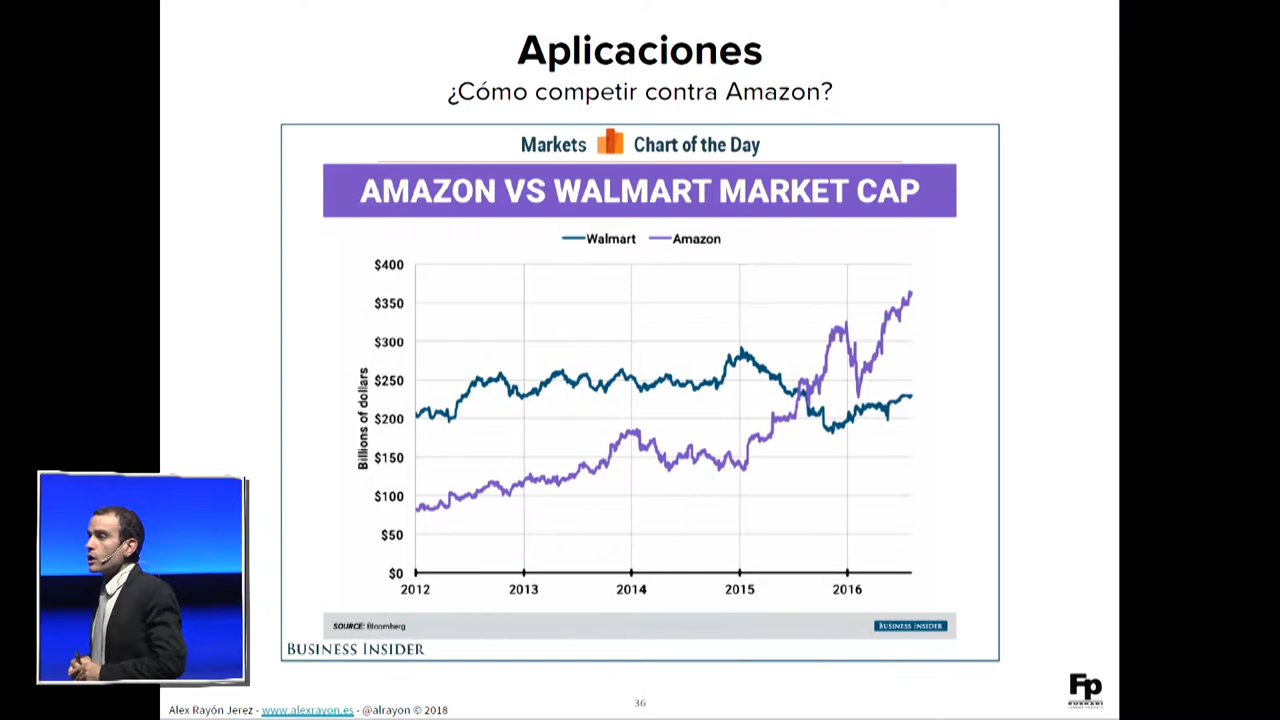 Aplicaciones
¿Cómo competir contra Amazon?
Markets Chart of the Day
AMAZON VS WALMART MARKET CAP
Walmart Amazon
$400
$350
$300
$250
$200
$150
$100
$50
$0
Billions of dollars
2012 2013 2014 2015 2016
SOURCE: Bloomberg
BUSINESS INSIDER
BUSINESS INSIDER
Alex Rayón Jerez - www.alexrayon.es - @alrayon © 2018
36
Fp
EUSKADI